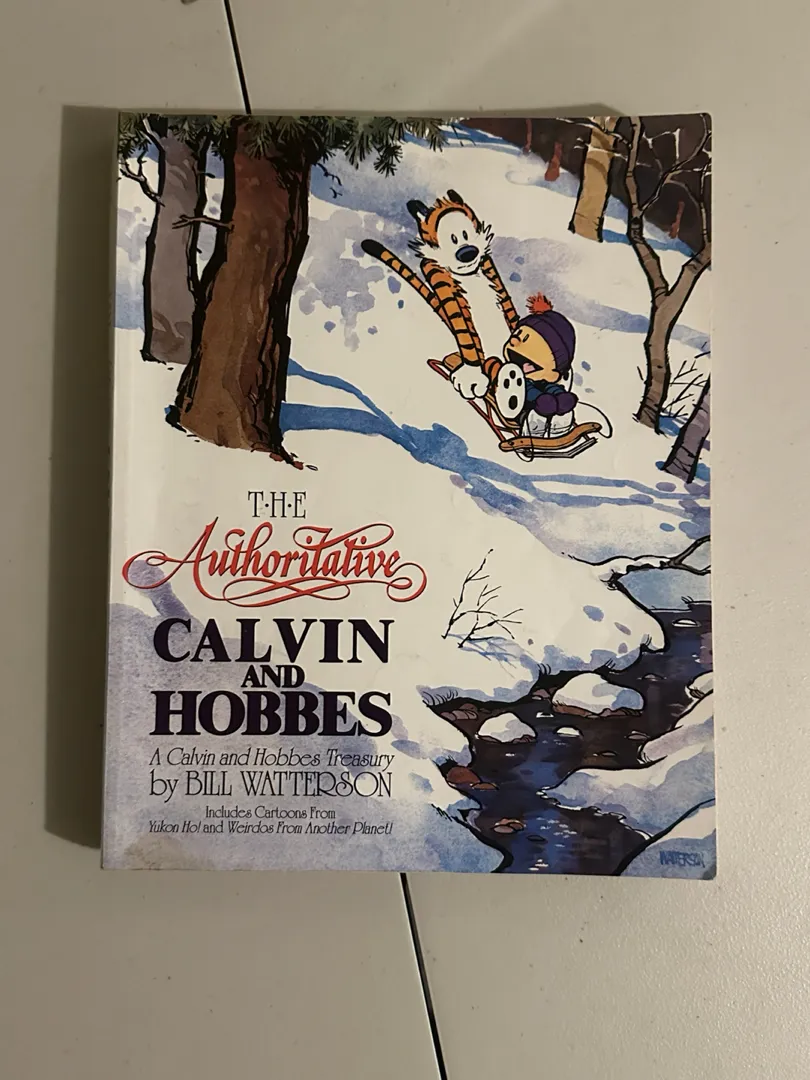 T·H·E
Authoritative
CALVIN
AND
HOBBES
A Calvin and Hobbes Treasury
by BILL WATTERSON
Includes Cartoons From
Yukon Ho! and Weirdos From Another Planet!
WATTERSON